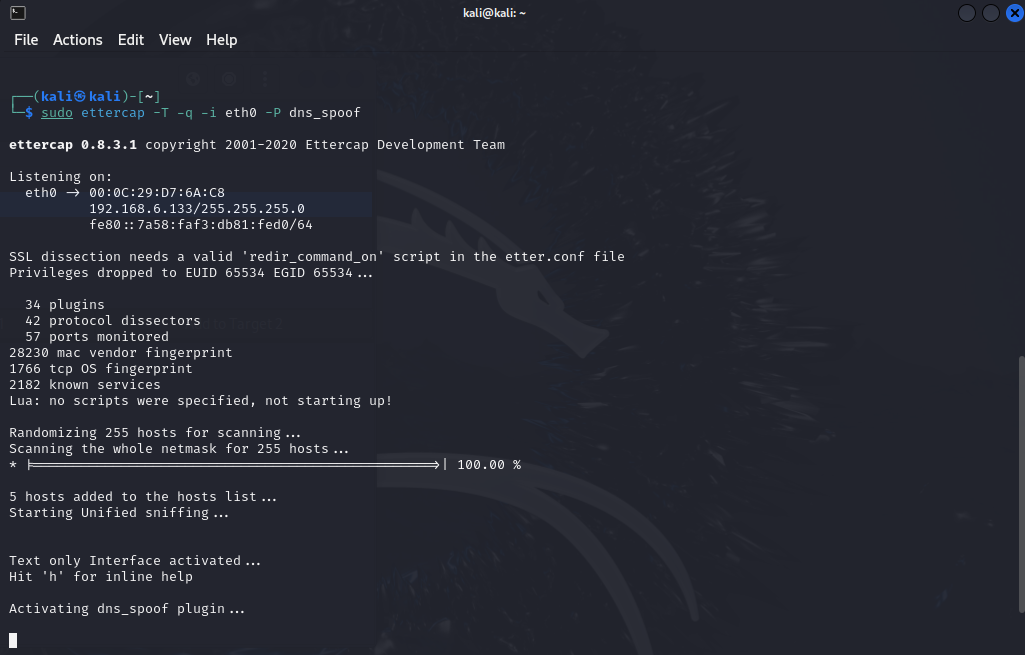 kali@kali: ~
File Actions Edit View Help
┌──(kali㉿kali)-[~]
└─$ sudo ettercap -T -q -i eth0 -P dns_spoof
ettercap 0.8.3.1 copyright 2001-2020 Ettercap Development Team
Listening on:
eth0 -> 00:0C:29:D7:6A:C8
192.168.6.133/255.255.255.0
fe80::7a58:faf3:db81:fed0/64
SSL dissection needs a valid 'redir_command_on' script in the etter.conf file
Privileges dropped to EUID 65534 EGID 65534...
34 plugins
42 protocol dissectors
57 ports monitored
28230 mac vendor fingerprint
1766 tcp OS fingerprint
2182 known services
Lua: no scripts were specified, not starting up!
Randomizing 255 hosts for scanning...
Scanning the whole netmask for 255 hosts...
* |==================================================>| 100.00 %
5 hosts added to the hosts list...
Starting Unified sniffing...
Text only Interface activated...
Hit 'h' for inline help
Activating dns_spoof plugin...